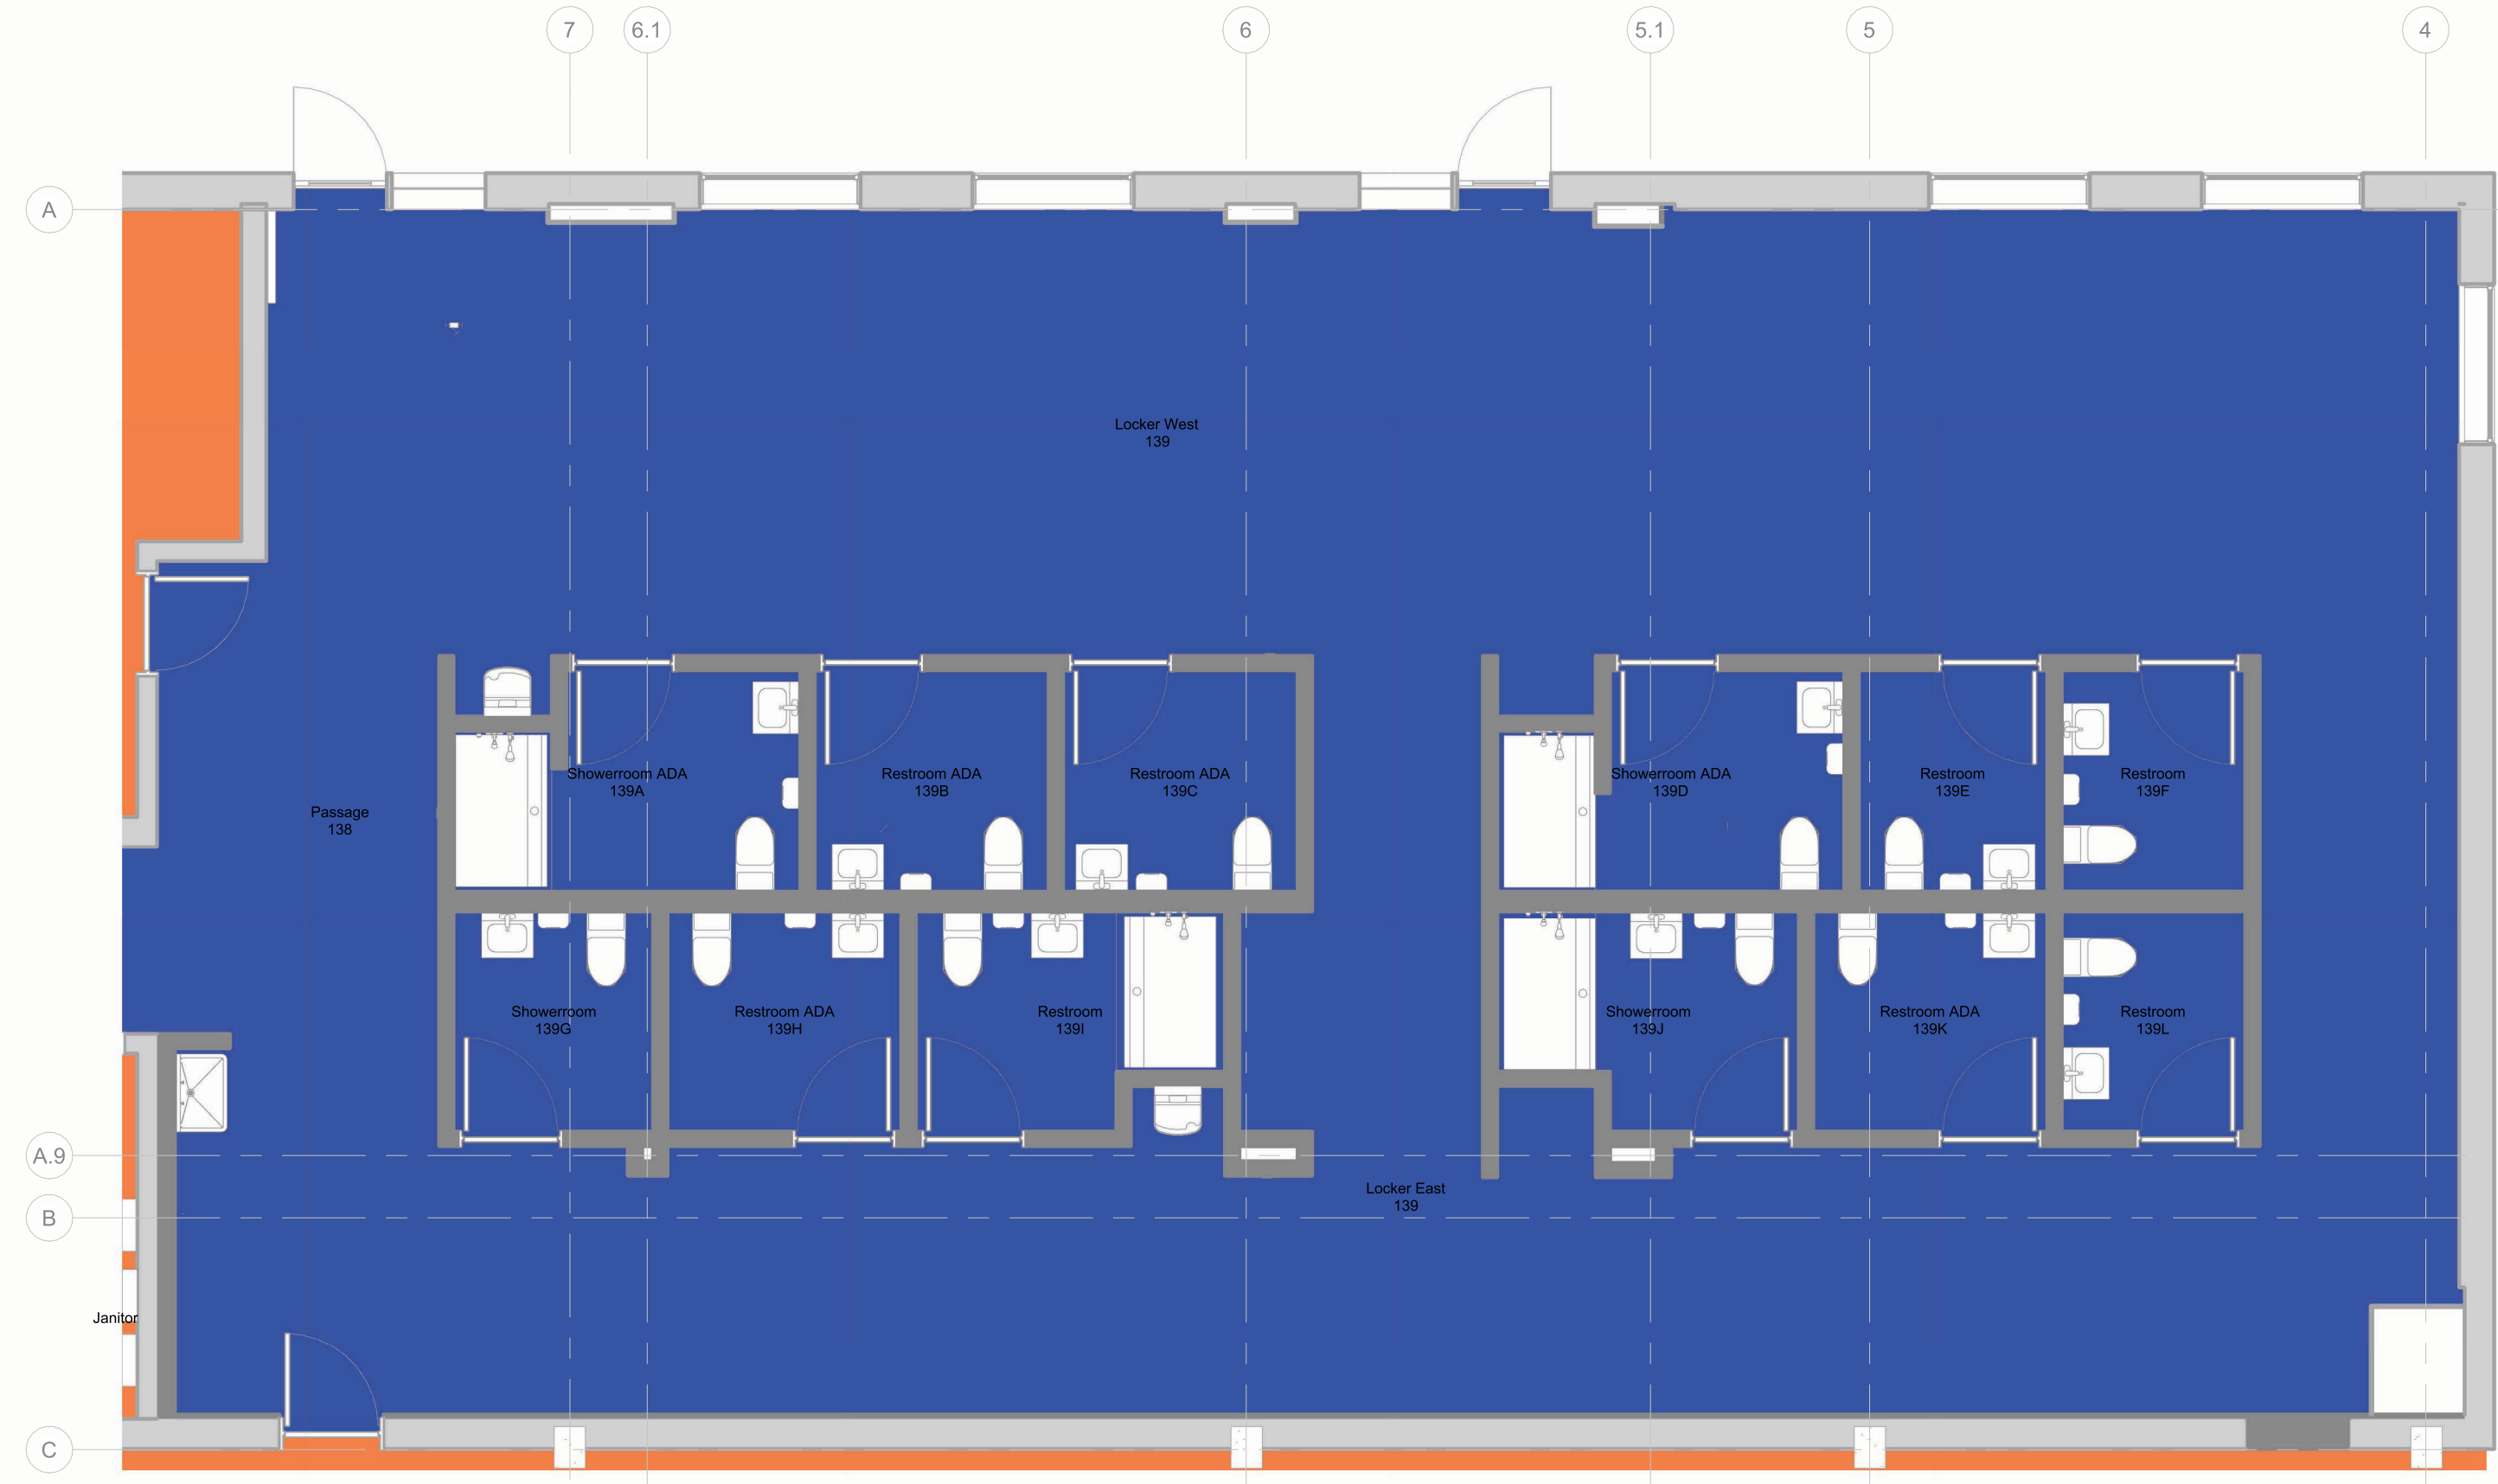 7
6.1
6
5.1
5
4
A
Locker West
139
Showerroom ADA
139A
Restroom ADA
139B
Restroom ADA
139C
Showerroom ADA
139D
Restroom
139E
Restroom
139F
Passage
138
Showerroom
139G
Restroom ADA
139H
Restroom
139I
Showerroom
139J
Restroom ADA
139K
Restroom
139L
A.9
Locker East
139
B
Janitor
C